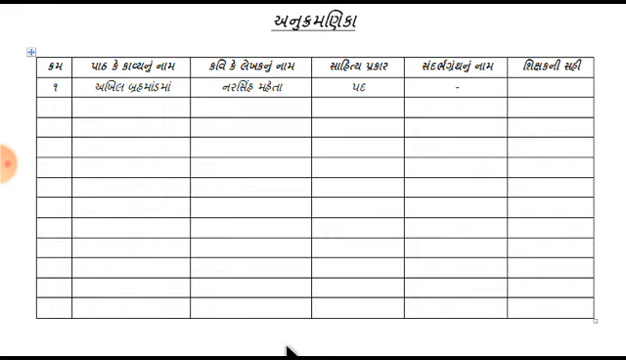 અનુક્રમણિકા
ક્રમ પાઠ કે કાવ્યનું નામ કવિ કે લેખકનું નામ સાહિત્ય પ્રકાર સંદર્ભગ્રંથનું નામ શિક્ષકની સહી
૧ અખિલ બ્રહ્માંડમાં નરસિંહ મહેતા પદ -